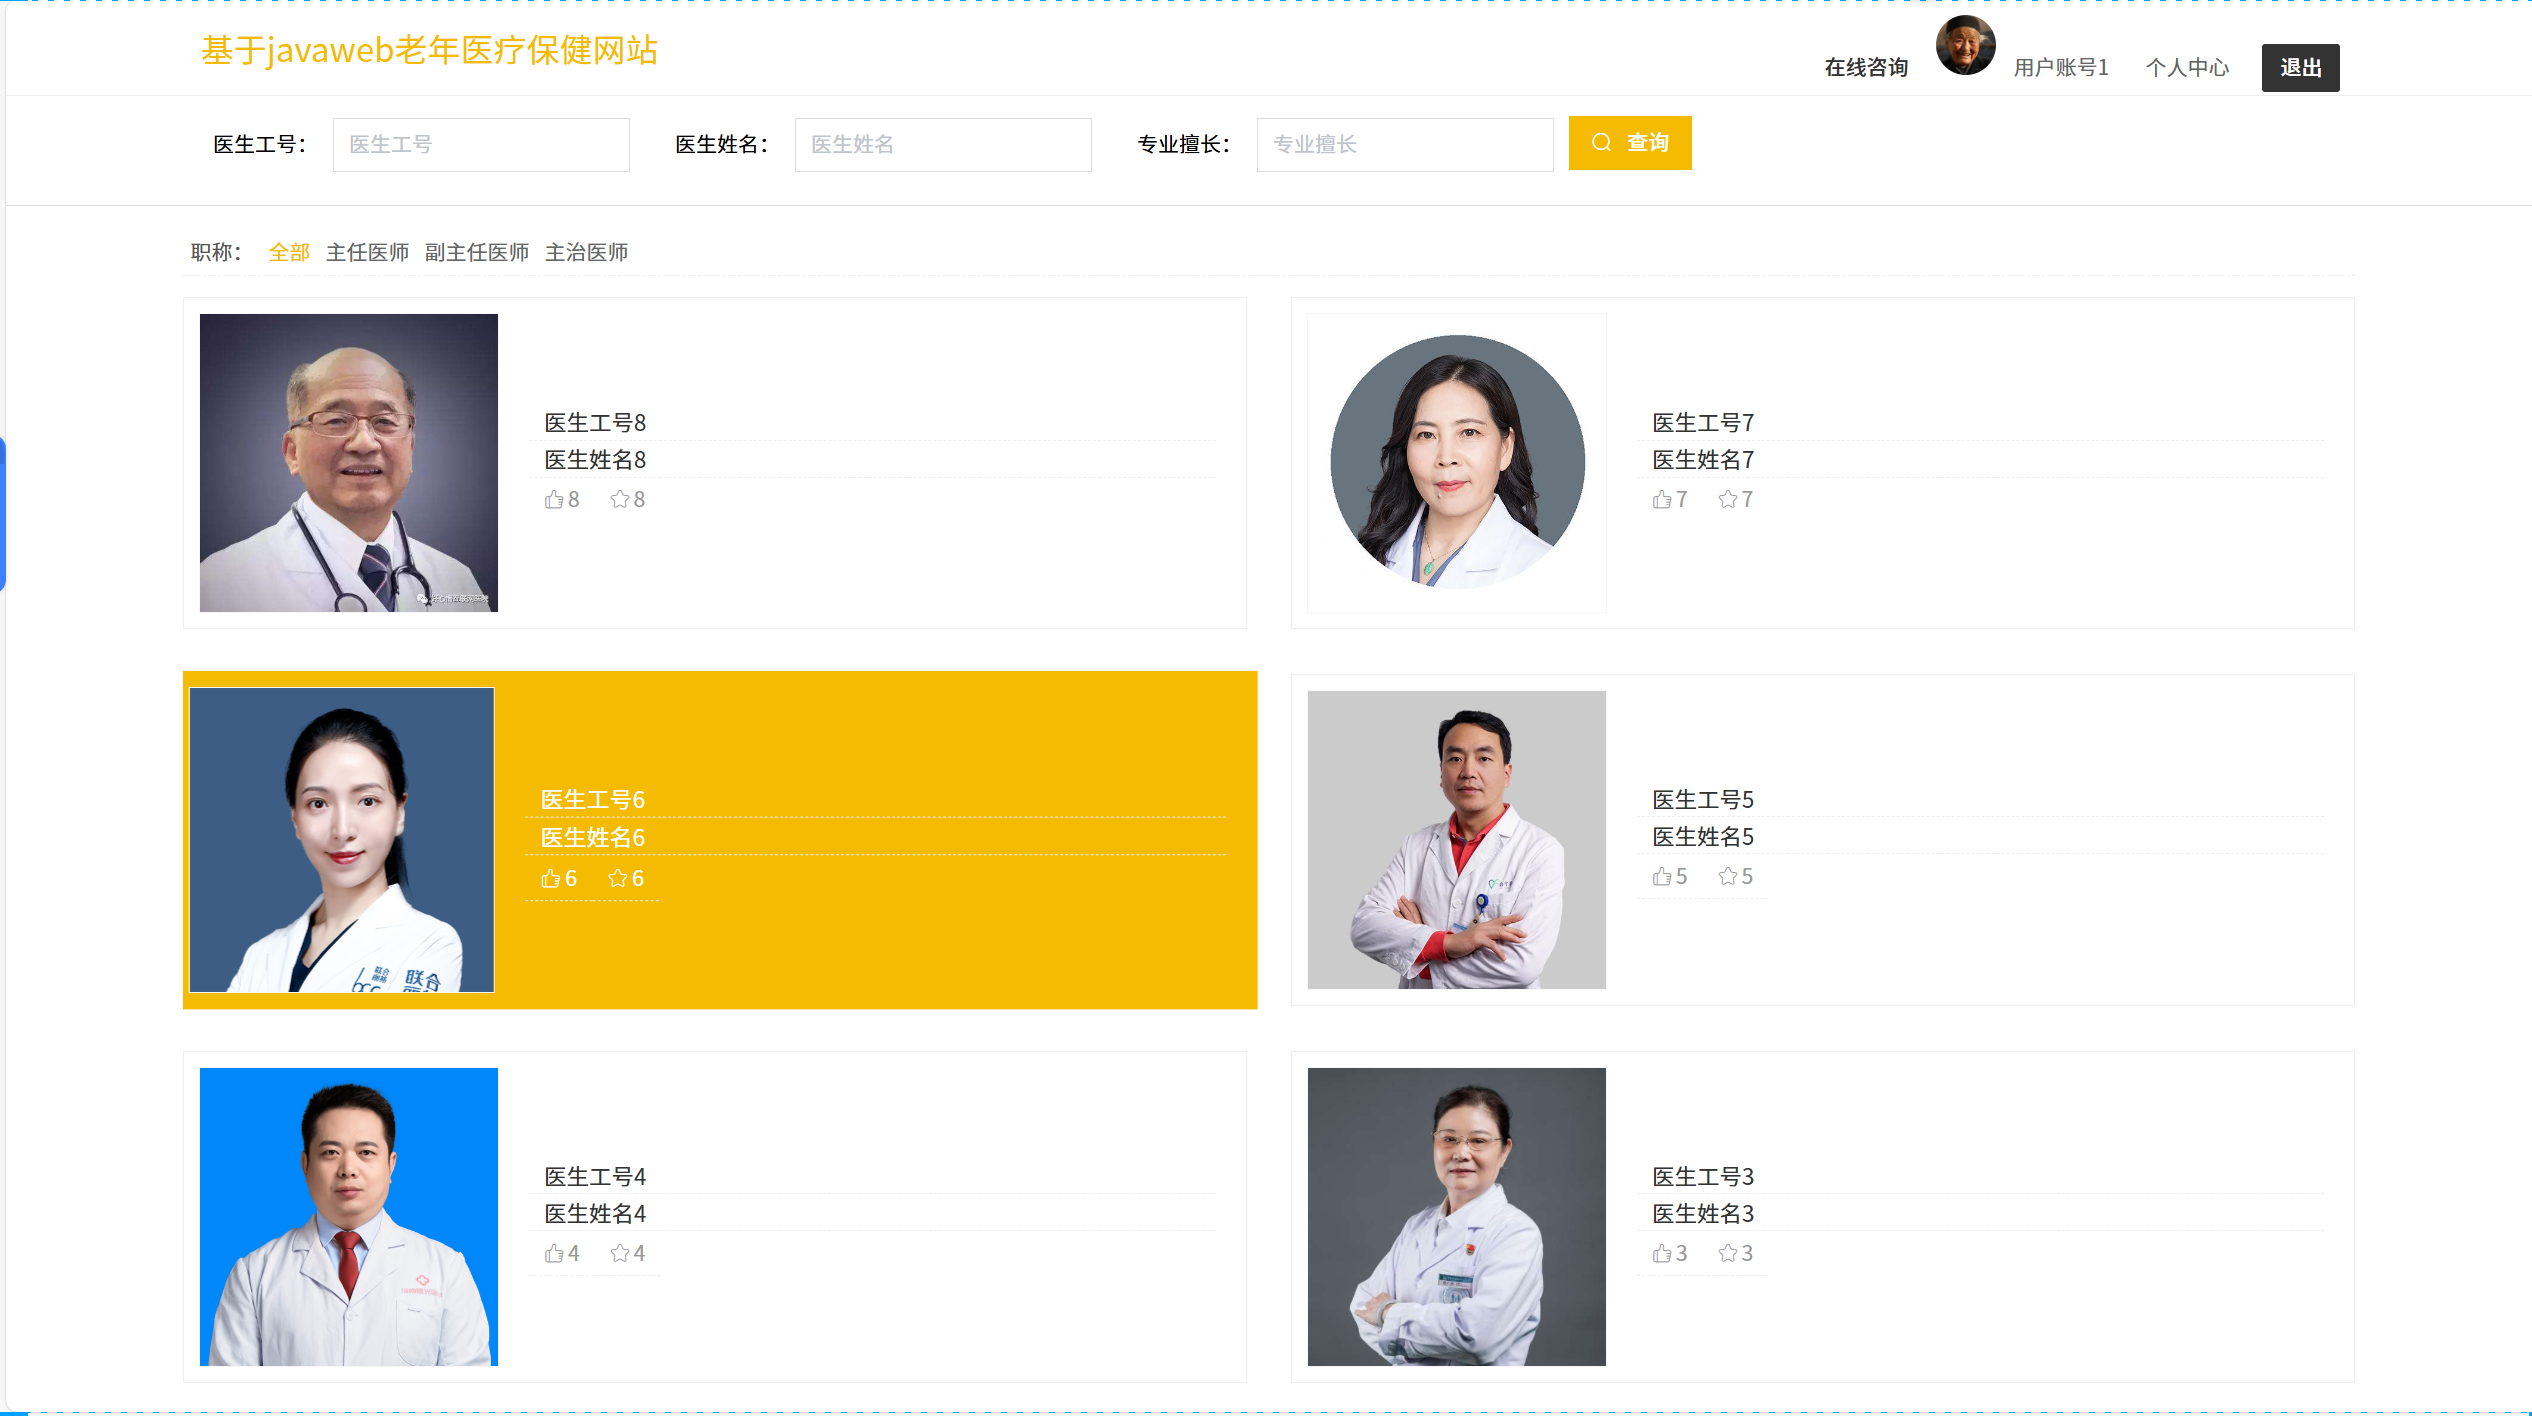 基于javaweb老年医疗保健网站
在线咨询 用户账号1 个人中心 退出
医生工号： 医生工号 医生姓名： 医生姓名 专业擅长： 专业擅长 查询
职称： 全部 主任医师 副主任医师 主治医师
医生工号8
医生姓名8
8 8
医生工号7
医生姓名7
7 7
医生工号6
医生姓名6
6 6
联合
医生工号5
医生姓名5
5 5
医生工号4
医生姓名4
4 4
医生工号3
医生姓名3
3 3